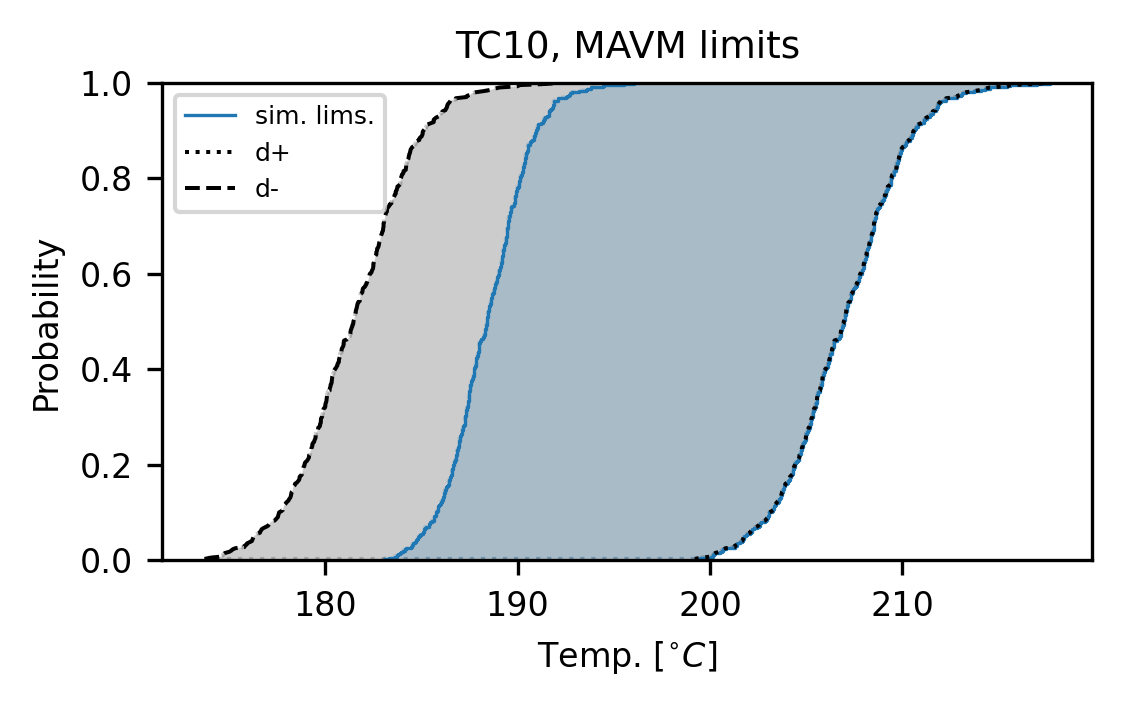 TC10, MAVM limits
sim. lims.
d+
d-
Probability
1.0
0.8
0.6
0.4
0.2
0.0
180 190 200 210
Temp. [°C]